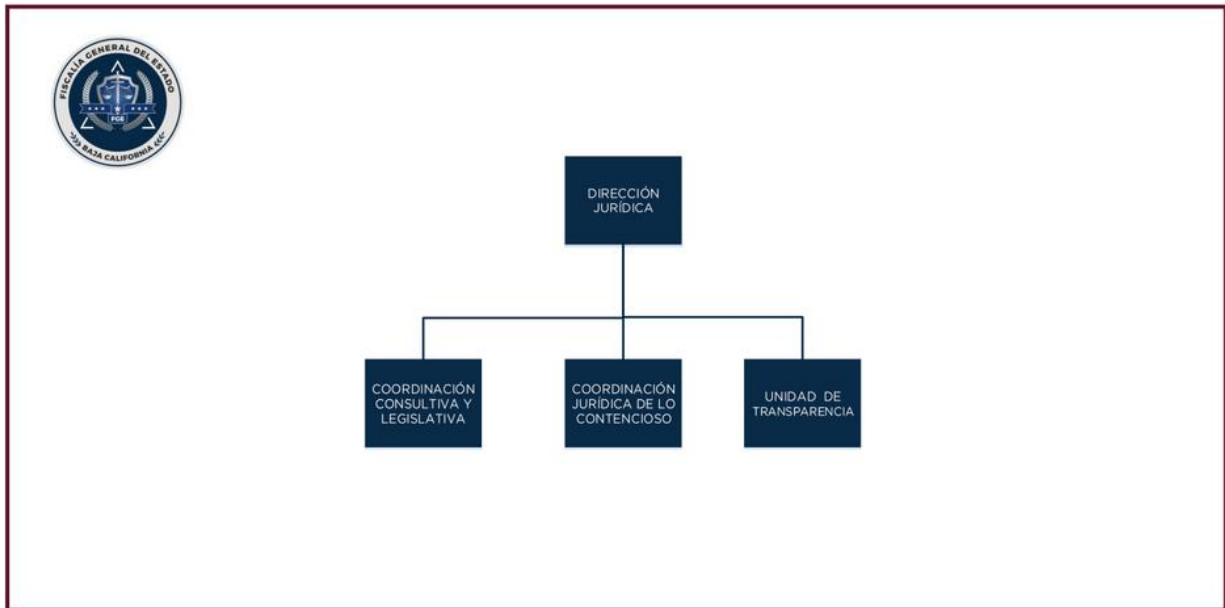 FISCALÍA GENERAL DEL ESTADO
FGE
BAJA CALIFORNIA
DIRECCIÓN
JURÍDICA
COORDINACIÓN
CONSULTIVA Y
LEGISLATIVA
COORDINACIÓN
JURÍDICA DE LO
CONTENCIOSO
UNIDAD DE
TRANSPARENCIA